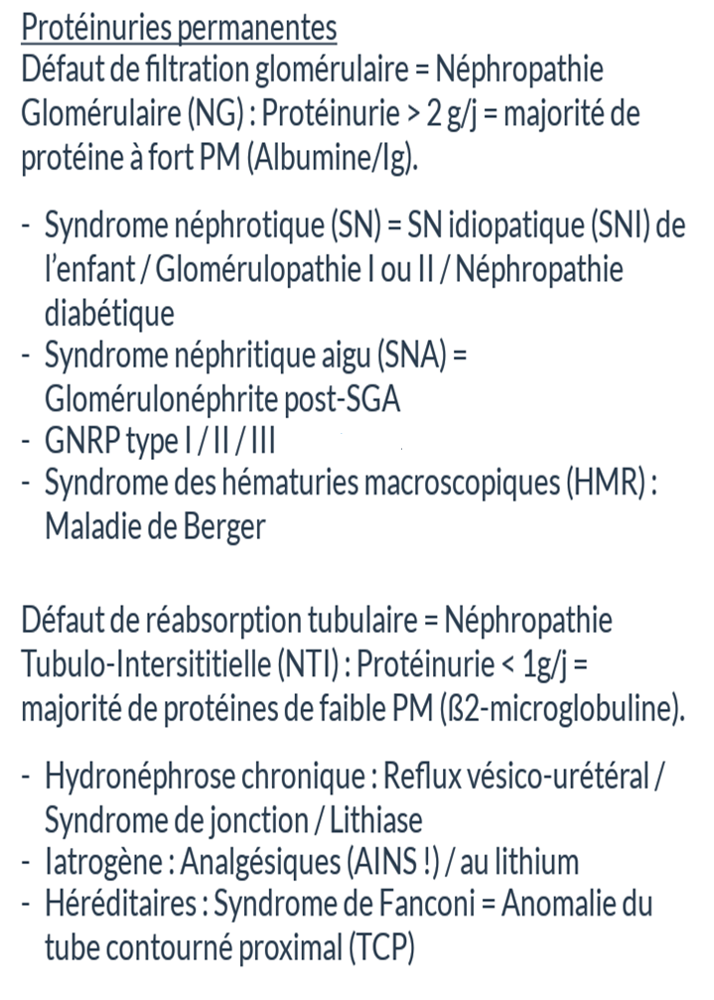 Protéinuries permanentes
Défaut de filtration glomérulaire = Néphropathie
Glomérulaire (NG) : Protéinurie > 2 g/j = majorité de
protéine à fort PM (Albumine/Ig).
- Syndrome néphrotique (SN) = SN idiopatique (SNI) de
l'enfant / Glomérulopathie I ou II / Néphropathie
diabétique
- Syndrome néphritique aigu (SNA) =
Glomérulonéphrite post-SGA
- GNRP type I / II / III
- Syndrome des hématuries macroscopiques (HMR) :
Maladie de Berger
Défaut de réabsorption tubulaire = Néphropathie
Tubulo-Intersititielle (NTI) : Protéinurie < 1g/j =
majorité de protéines de faible PM (ß2-microglobuline).
- Hydronéphrose chronique : Reflux vésico-urétéral /
Syndrome de jonction / Lithiase
- Iatrogène : Analgésiques (AINS !) / au lithium
- Héréditaires : Syndrome de Fanconi = Anomalie du
tube contourné proximal (TCP)